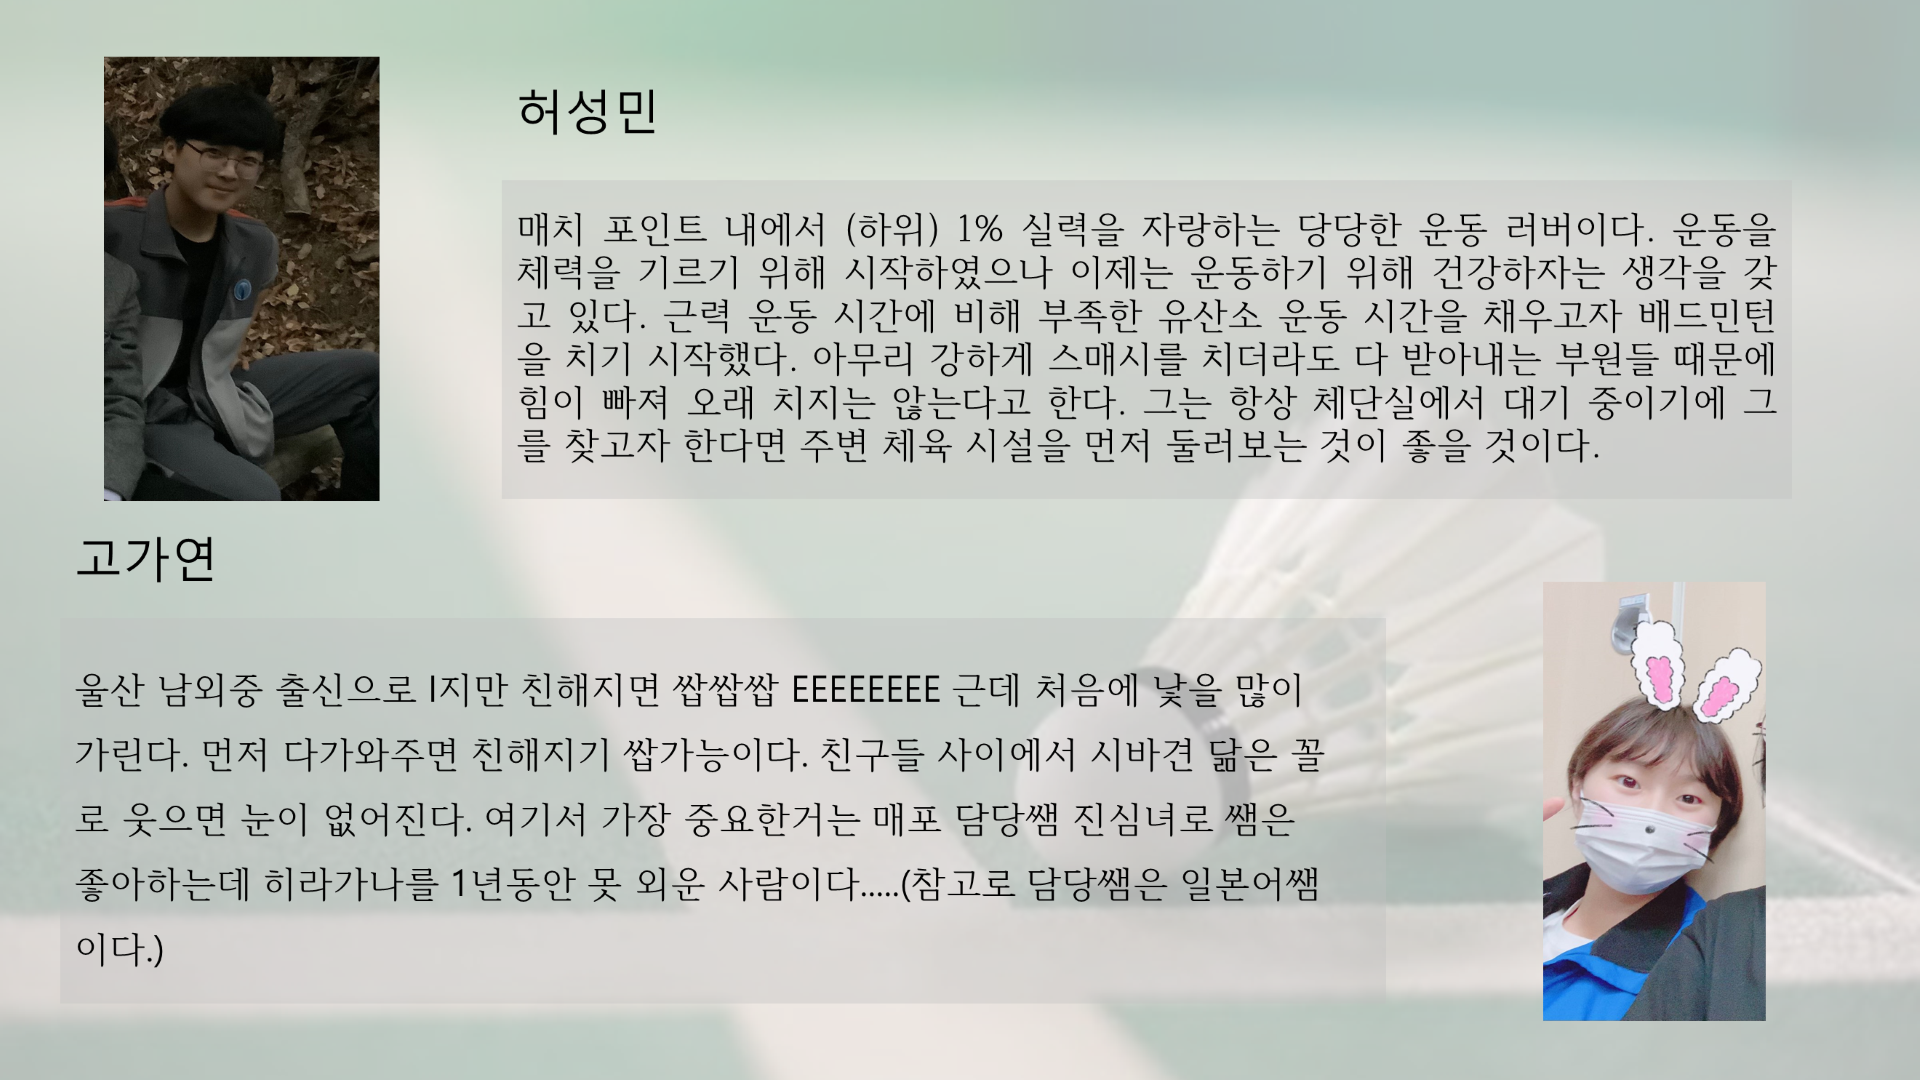 허성민
매치 포인트 내에서 (하위) 1% 실력을 자랑하는 당당한 운동 러버이다. 운동을
체력을 기르기 위해 시작하였으나 이제는 운동하기 위해 건강하자는 생각을 갖
고 있다. 근력 운동 시간에 비해 부족한 유산소 운동 시간을 채우고자 배드민턴
을 치기 시작했다. 아무리 강하게 스매시를 치더라도 다 받아내는 부원들 때문에
힘이 빠져 오래 치지는 않는다고 한다. 그는 항상 체단실에서 대기 중이기에 그
를 찾고자 한다면 주변 체육 시설을 먼저 둘러보는 것이 좋을 것이다.
고가연
울산 남외중 출신으로 I지만 친해지면 쌉쌉쌉 EEEEEEEE 근데 처음에 낯을 많이
가린다. 먼저 다가와주면 친해지기 쌉가능이다. 친구들 사이에서 시바견 닮은 꼴
로 웃으면 눈이 없어진다. 여기서 가장 중요한거는 매포 담당쌤 진심녀로 쌤은
좋아하는데 히라가나를 1년동안 못 외운 사람이다.....(참고로 담당쌤은 일본어쌤
이다.)